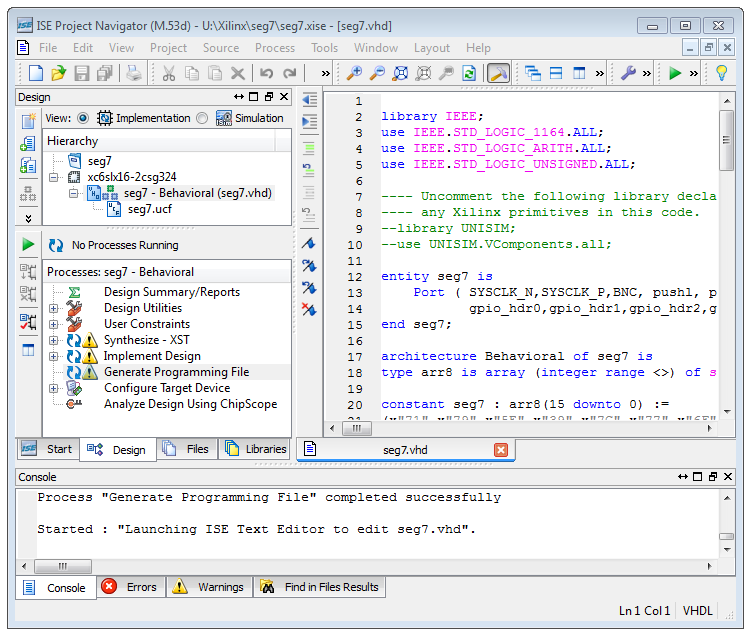 ISE Project Navigator (M.53d) - U:\Xilinx\seg7\seg7.xise - [seg7.vhd]
File Edit View Project Source Process Tools Window Layout Help
Design
View: Implementation Simulation
Hierarchy
seg7
xc6slx16-2csg324
seg7 - Behavioral (seg7.vhd)
seg7.ucf
No Processes Running
Processes: seg7 - Behavioral
Design Summary/Reports
Design Utilities
User Constraints
Synthesize - XST
Implement Design
Generate Programming File
Configure Target Device
Analyze Design Using ChipScope
Start Design Files Libraries
1
2 library IEEE;
3 use IEEE.STD_LOGIC_1164.ALL;
4 use IEEE.STD_LOGIC_ARITH.ALL;
5 use IEEE.STD_LOGIC_UNSIGNED.ALL;
6
7 ---- Uncomment the following library decla
8 ---- any Xilinx primitives in this code.
9 --library UNISIM;
10 --use UNISIM.VComponents.all;
11
12 entity seg7 is
13 Port ( SYSCLK_N,SYSCLK_P,BNC, pushl, p
14 gpio_hdr0,gpio_hdr1,gpio_hdr2,g
15 end seg7;
16
17 architecture Behavioral of seg7 is
18 type arr8 is array (integer range <>) of s
19
20 constant seg7 : arr8(15 downto 0) :=
seg7.vhd
Console
Process "Generate Programming File" completed successfully
Started : "Launching ISE Text Editor to edit seg7.vhd".
Console Errors Warnings Find in Files Results
Ln 1 Col 1 VHDL